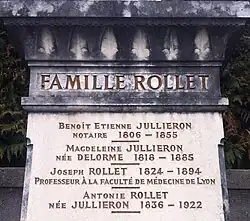 FAMILLE ROLLET
BENOÎT ETIENNE JULLIERON
NOTAIRE 1806 - 1855
MAGDELEINE JULLIERON
NÉE DELORME 1818 - 1885
JOSEPH ROLLET 1824 - 1894
PROFESSEUR À LA FACULTÉ DE MÉDECINE DE LYON
ANTONIE ROLLET
NÉE JULLIERON 1836 - 1922